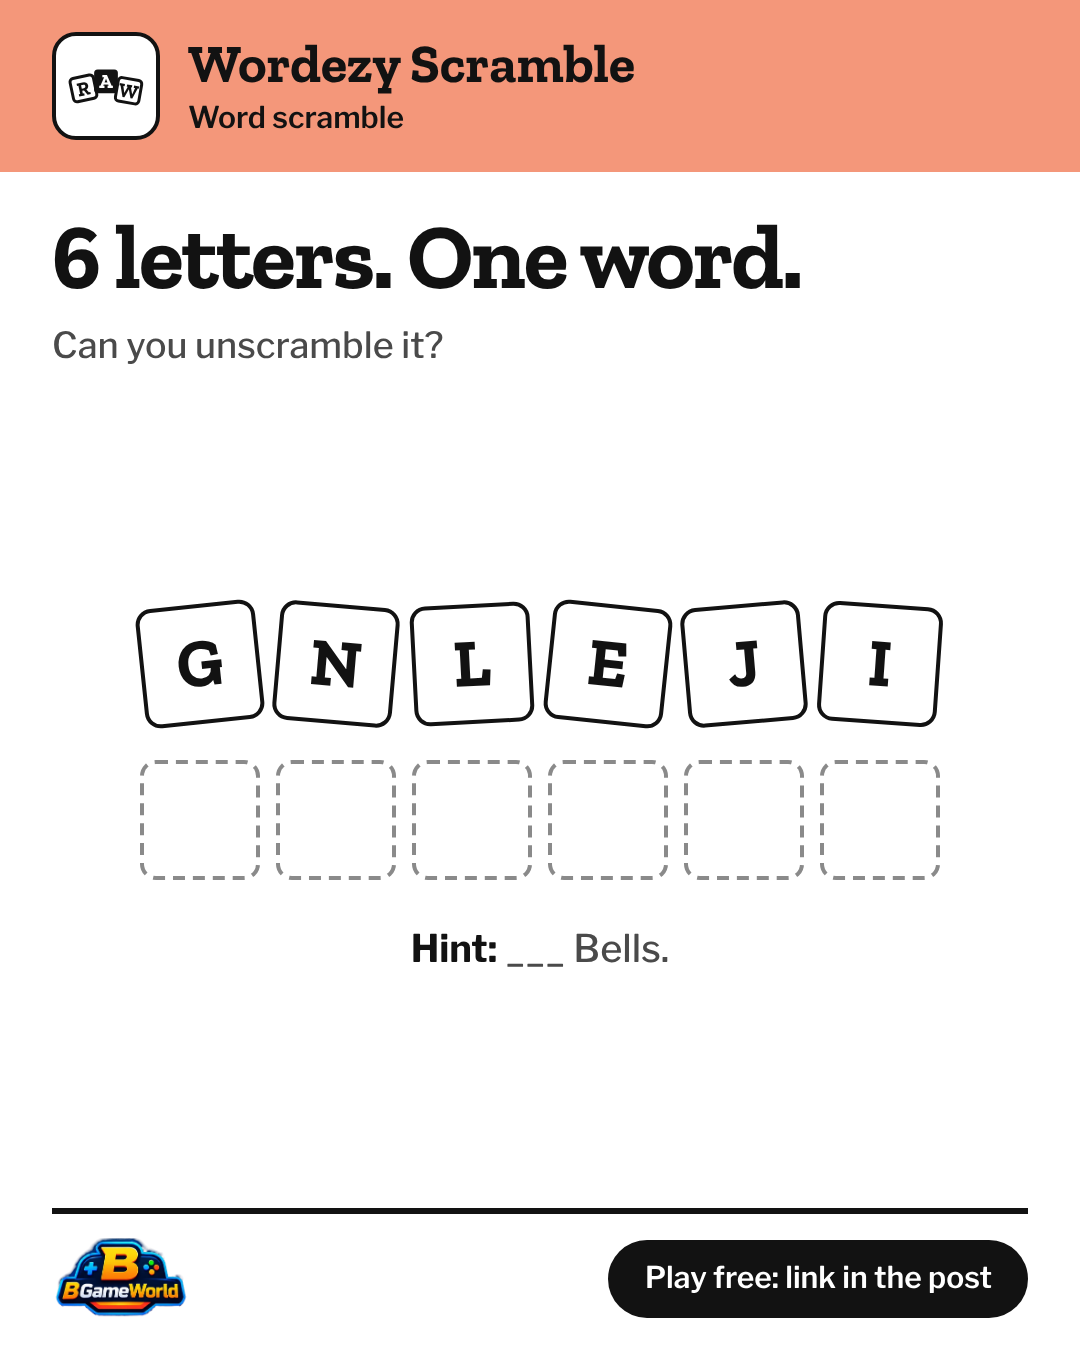 R A W
Wordezy Scramble
Word scramble
6 letters. One word.
Can you unscramble it?
G N L E J I
Hint: ___ Bells.
B
BGameWorld
Play free: link in the post